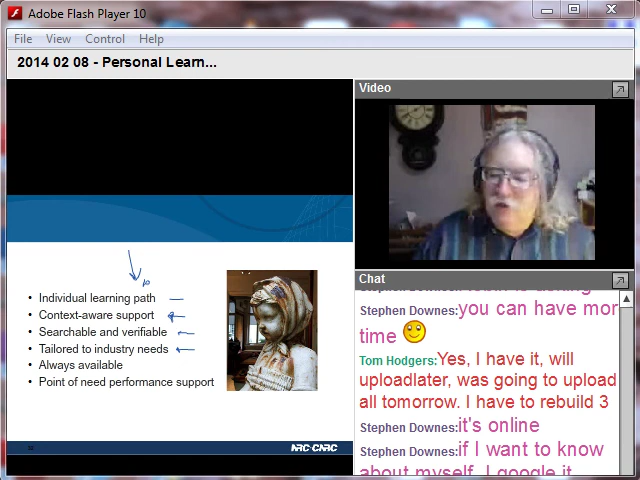 Adobe Flash Player 10
File View Control Help
2014 02 08 - Personal Learn...
Video
Individual learning path
Context-aware support
Searchable and verifiable
Tailored to industry needs
Always available
Point of need performance support
NRC-CNRC
Chat
Stephen Downes:
Stephen Downes:you can have mor
time
Tom Hodgers:Yes, I have it, will
uploadlater, was going to upload
all tomorrow. I have to rebuild 3
Stephen Downes:it's online
Stephen Downes:if I want to know
about myself, I google it